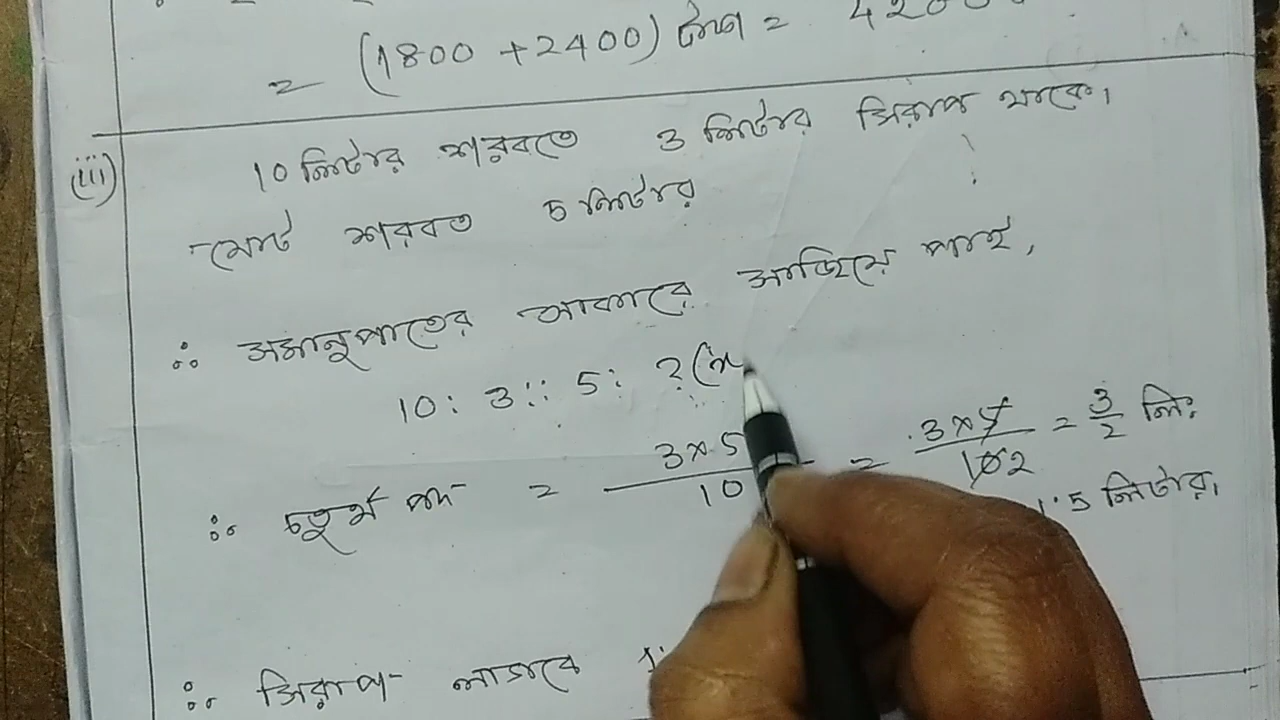 = (1800 + 2400) টাকা = 4200
(iii) 10 লিটার শরবতে 3 লিটার সিরাপ থাকে।
মোট শরবত 5 লিটার
∴ সমানুপাতের আকারে সাজিয়ে পাই,
10 : 3 :: 5 : ? (x
∴ চতুর্থ পদ = 3 × 5 / 10 = 3 × 5 / 10 2 = 3/2 লি:
1.5 লিটার।
∴ সিরাপ লাগবে 1.